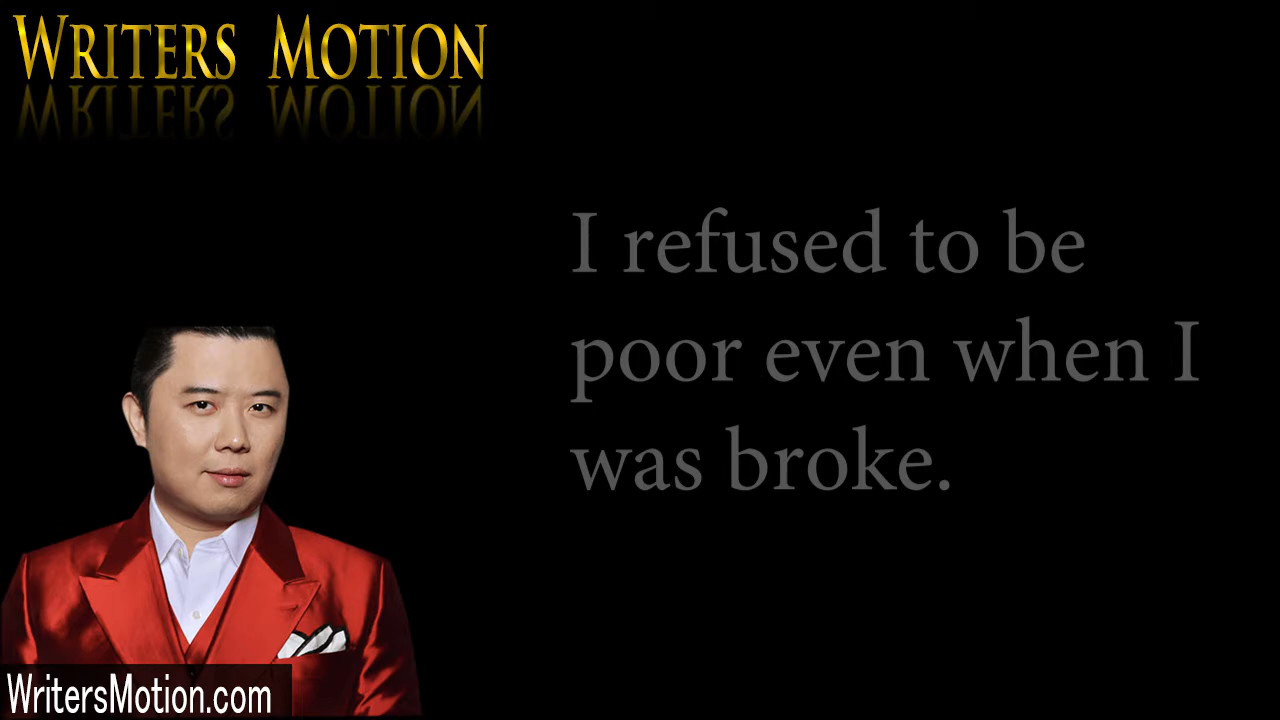 Writers Motion
I refused to be
poor even when I
was broke.
WritersMotion.com